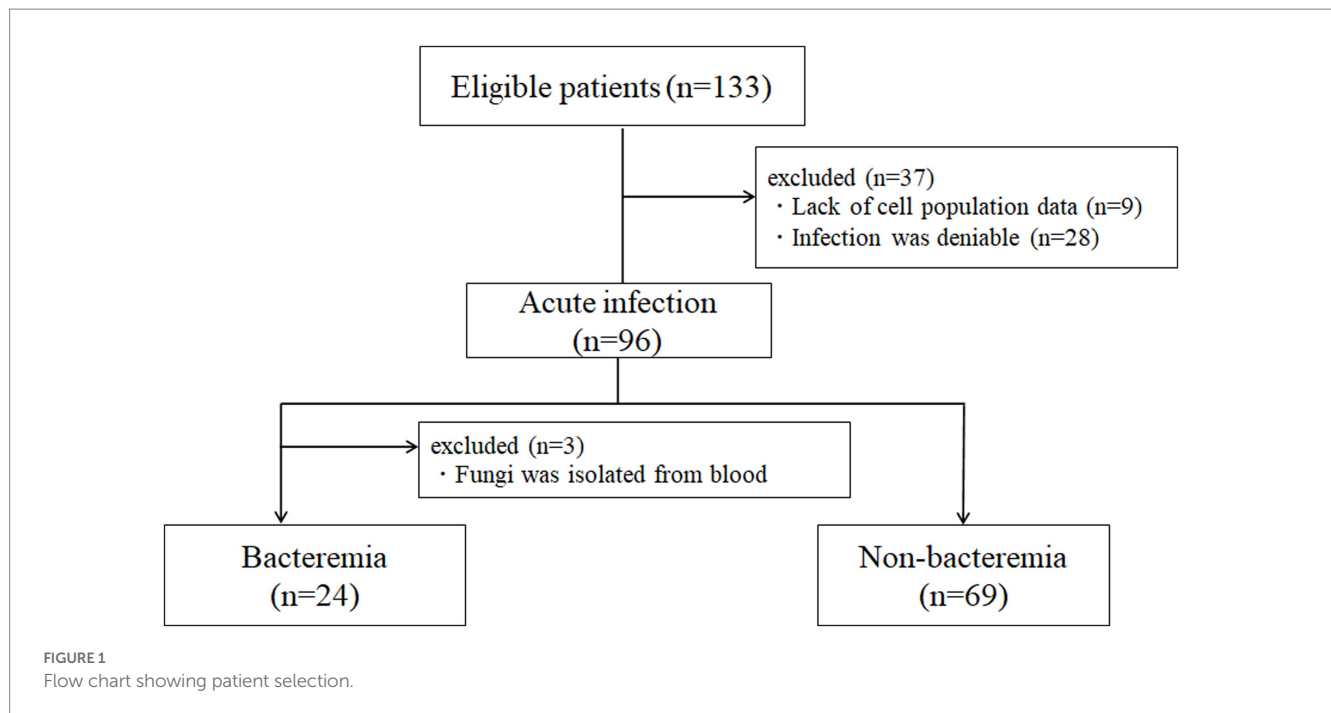 Eligible patients (n=133)
excluded (n=37)
・Lack of cell population data (n=9)
・Infection was deniable (n=28)
Acute infection
(n=96)
excluded (n=3)
・Fungi was isolated from blood
Bacteremia
(n=24)
Non-bacteremia
(n=69)
FIGURE 1
Flow chart showing patient selection.